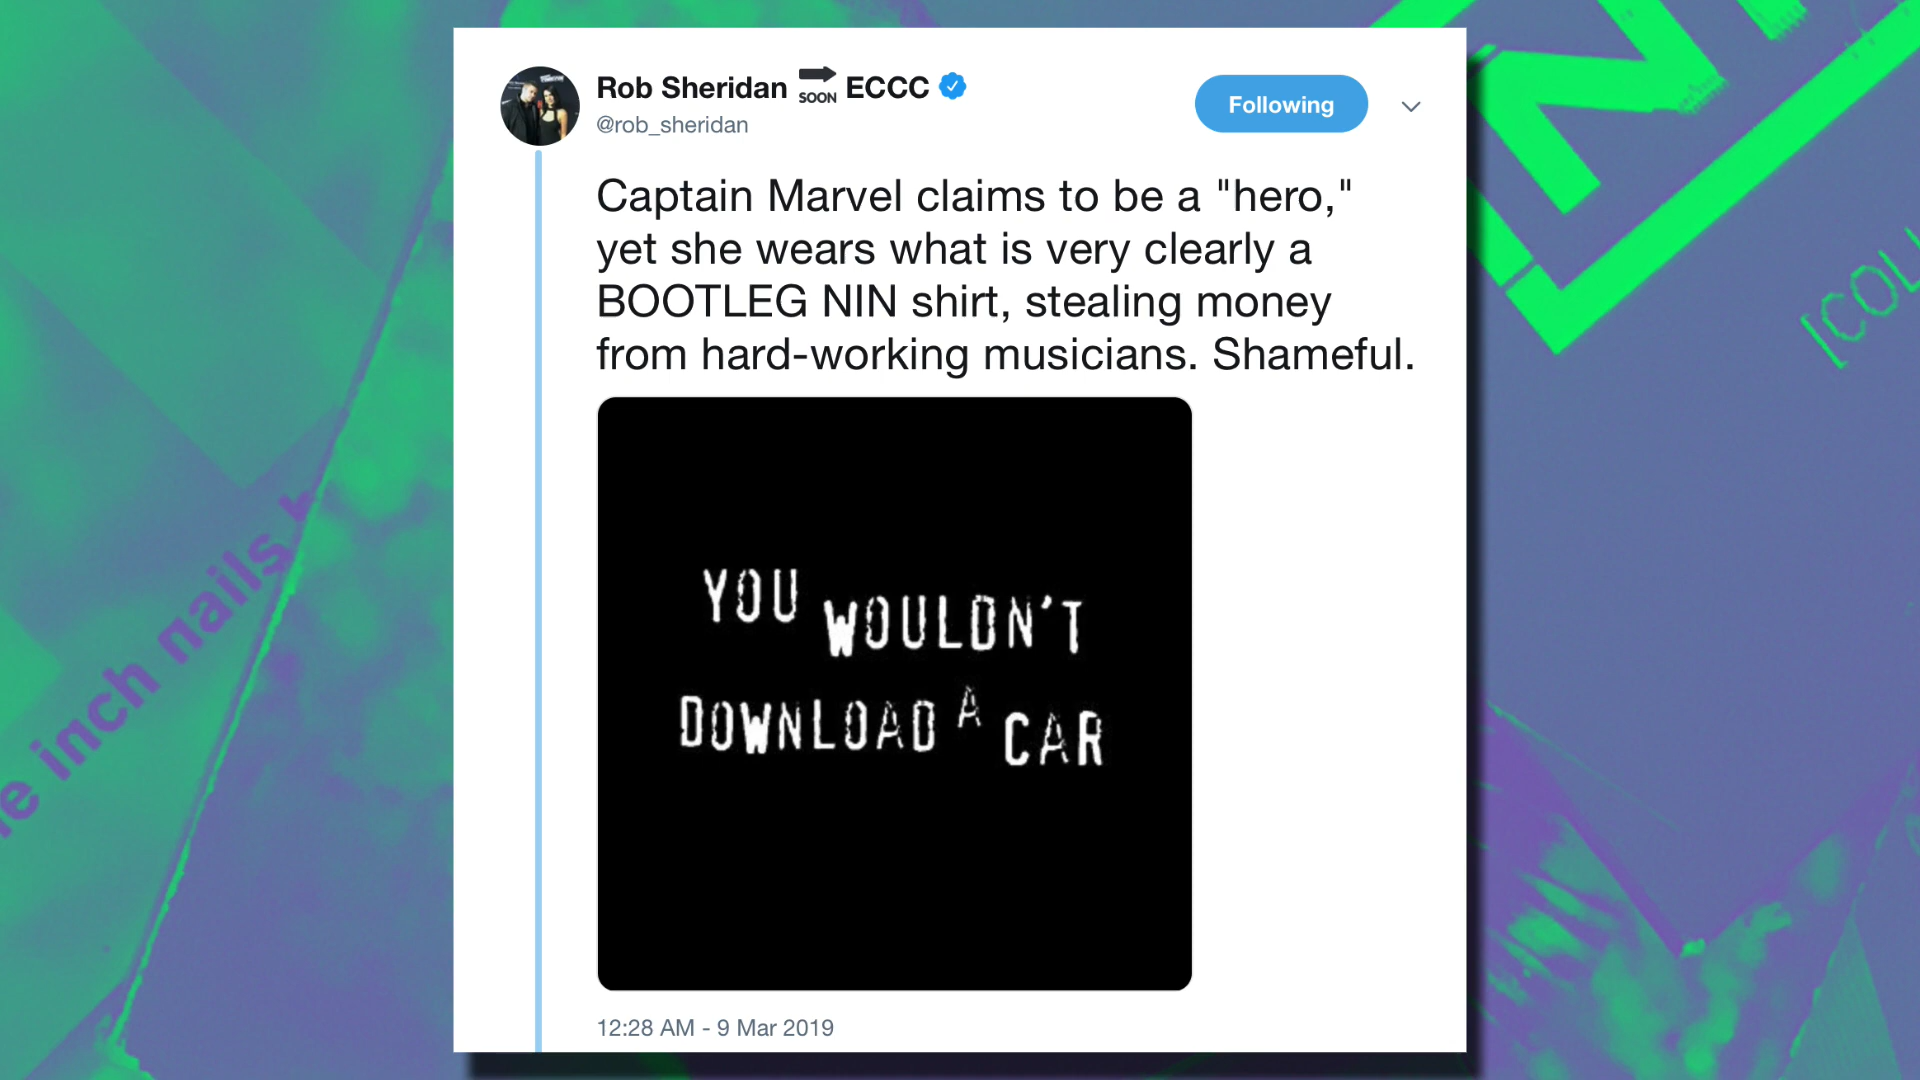 Rob Sheridan SOON ECCC
@rob_sheridan
Following
Captain Marvel claims to be a "hero,"
yet she wears what is very clearly a
BOOTLEG NIN shirt, stealing money
from hard-working musicians. Shameful.
YOU WOULDN'T
DOWNLOAD A CAR
12:28 AM - 9 Mar 2019
inch nails
[COL